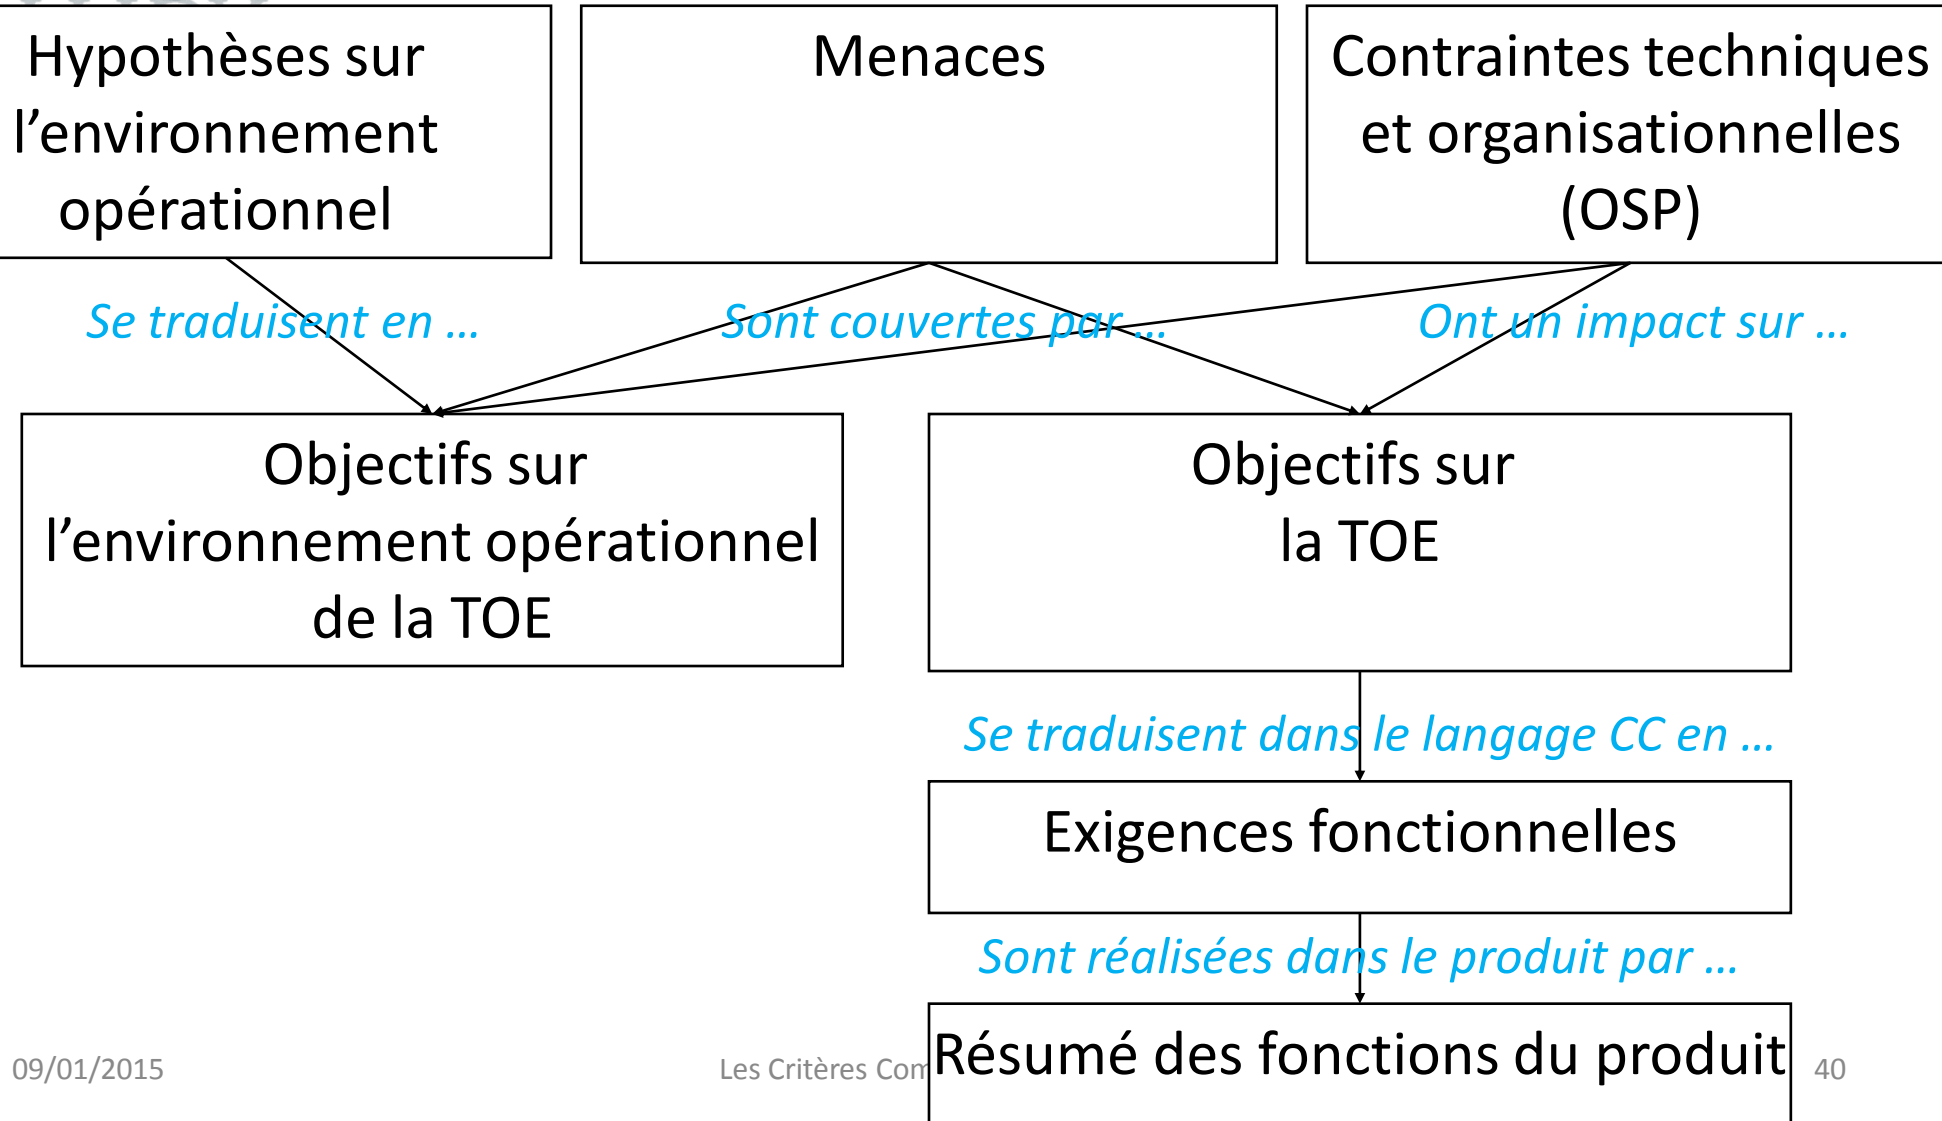 Hypothèses sur
l’environnement
opérationnel
Menaces
Contraintes techniques
et organisationnelles
(OSP)
Se traduisent en …
Sont couvertes par …
Ont un impact sur …
Objectifs sur
l’environnement opérationnel
de la TOE
Objectifs sur
la TOE
Se traduisent dans le langage CC en …
Exigences fonctionnelles
Sont réalisées dans le produit par …
Résumé des fonctions du produit
09/01/2015
Les Critères Com
40